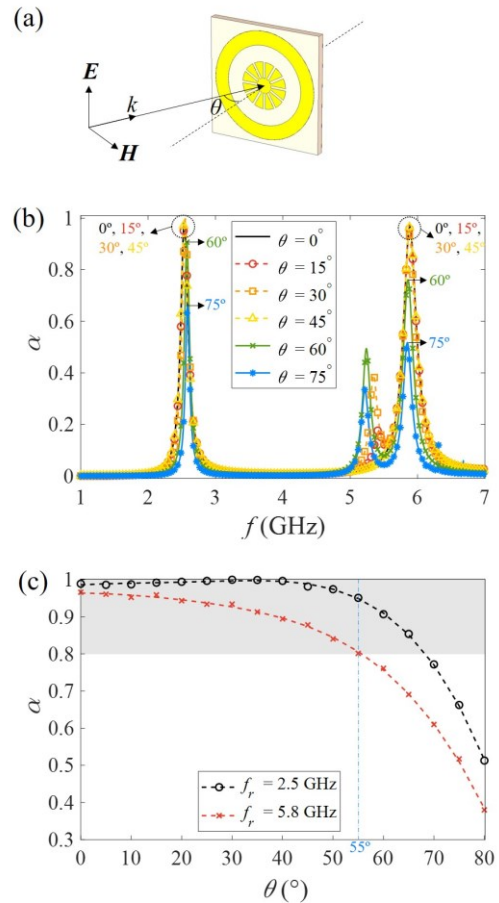 (a)
E
k
θ
H
(b)
1
0.8
0.6
0.4
0.2
0
α
0º, 15º,
30º, 45º
60º
75º
θ = 0°
θ = 15°
θ = 30°
θ = 45°
θ = 60°
θ = 75°
0º, 15º,
30º, 45º
60º
75º
1 2 3 4 5 6 7
f (GHz)
(c)
1
0.9
0.8
0.7
0.6
0.5
0.4
0.3
α
f_r = 2.5 GHz
f_r = 5.8 GHz
0 10 20 30 40 50 60 70 80
55º
θ (°)